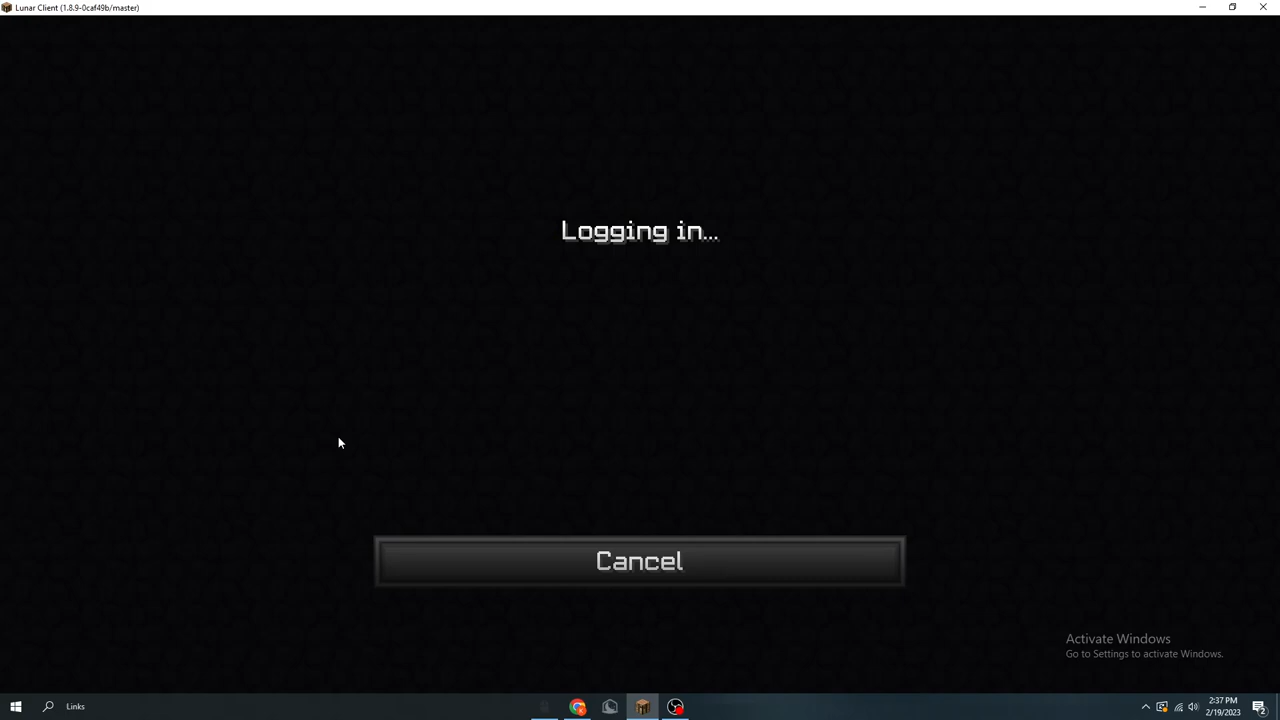 Lunar Client (1.8.9-0caf49b/master)
Logging in...
Cancel
Activate Windows
Go to Settings to activate Windows.
Links
2:37 PM
2/19/2023
2